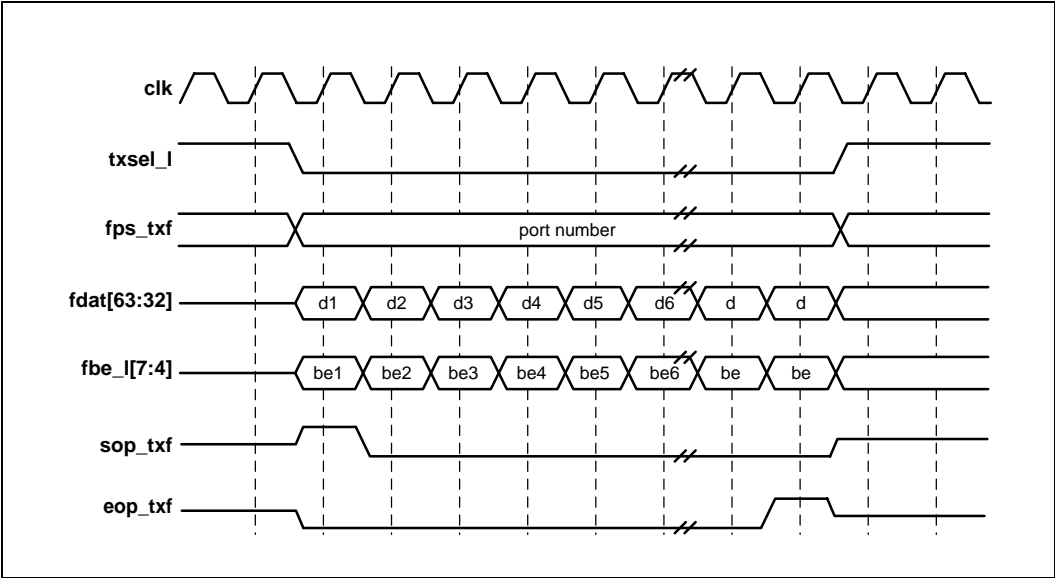 clk
txsel_l
fps_txf
port number
fdat[63:32]
d1 d2 d3 d4 d5 d6 d d
fbe_l[7:4]
be1 be2 be3 be4 be5 be6 be be
sop_txf
eop_txf